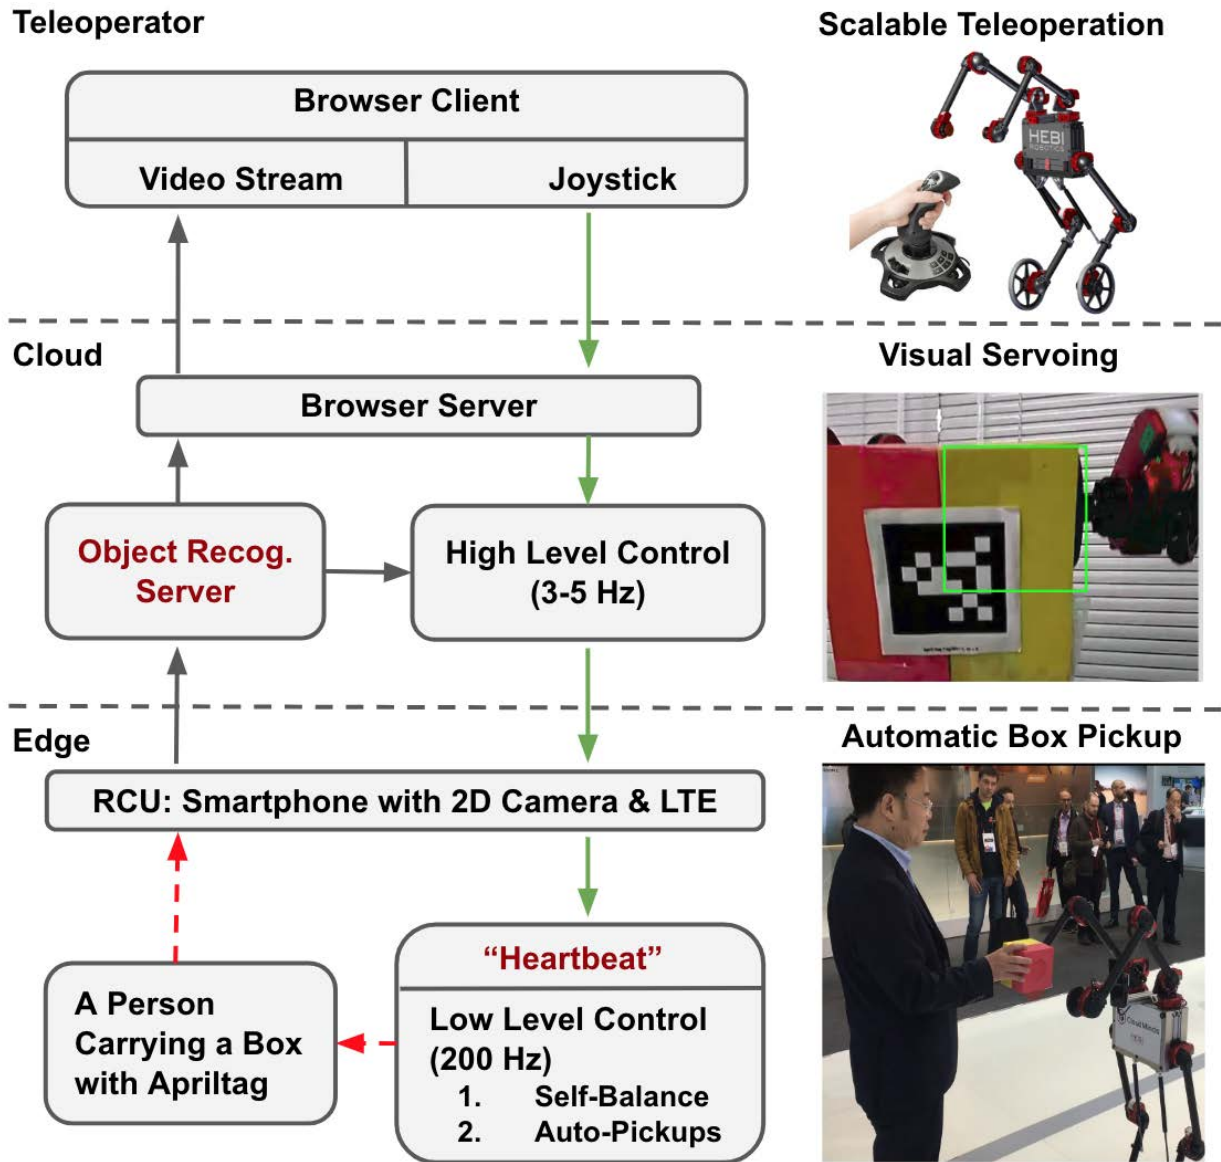 Teleoperator
Scalable Teleoperation
Browser Client
Video Stream
Joystick
HEBI
ROBOTICS
Cloud
Visual Servoing
Browser Server
Object Recog.
Server
High Level Control
(3-5 Hz)
Edge
Automatic Box Pickup
RCU: Smartphone with 2D Camera & LTE
“Heartbeat”
A Person
Carrying a Box
with Apriltag
Low Level Control
(200 Hz)
1. Self-Balance
2. Auto-Pickups
CloudMinds